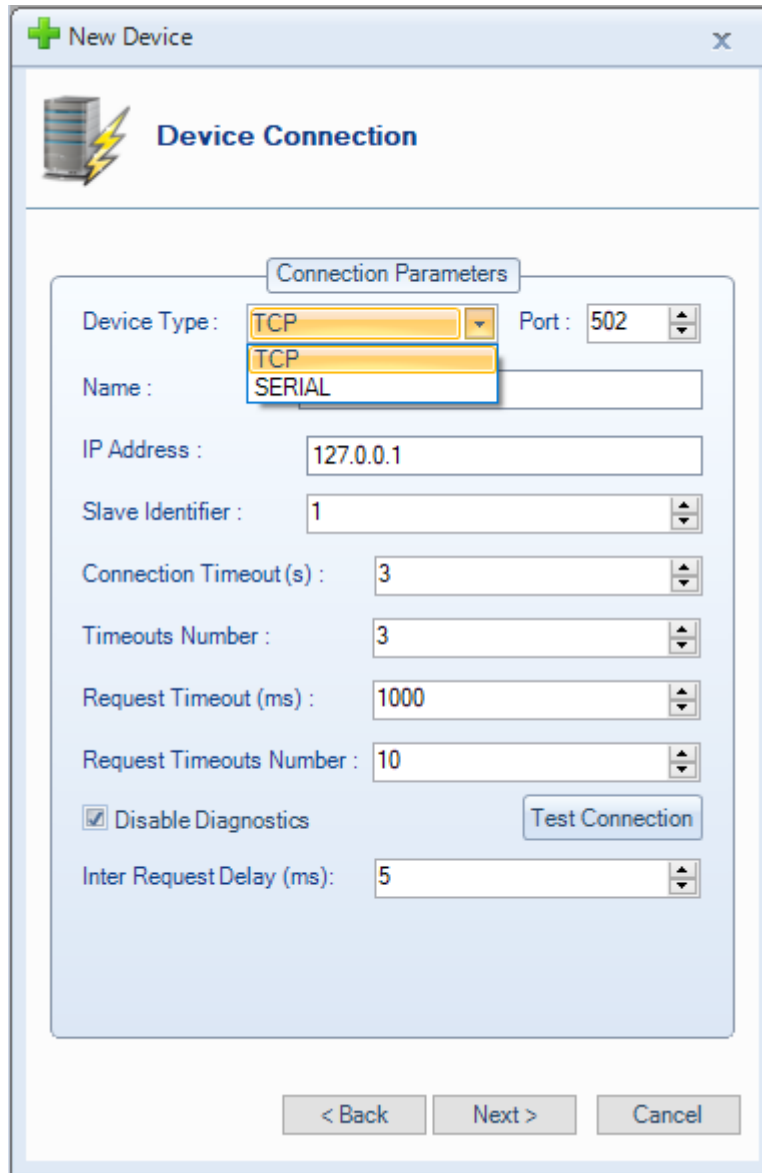 New Device
x
Device Connection
Connection Parameters
Device Type : TCP Port : 502
TCP
SERIAL
Name :
IP Address : 127.0.0.1
Slave Identifier : 1
Connection Timeout (s) : 3
Timeouts Number : 3
Request Timeout (ms) : 1000
Request Timeouts Number : 10
Disable Diagnostics Test Connection
Inter Request Delay (ms): 5
< Back Next > Cancel